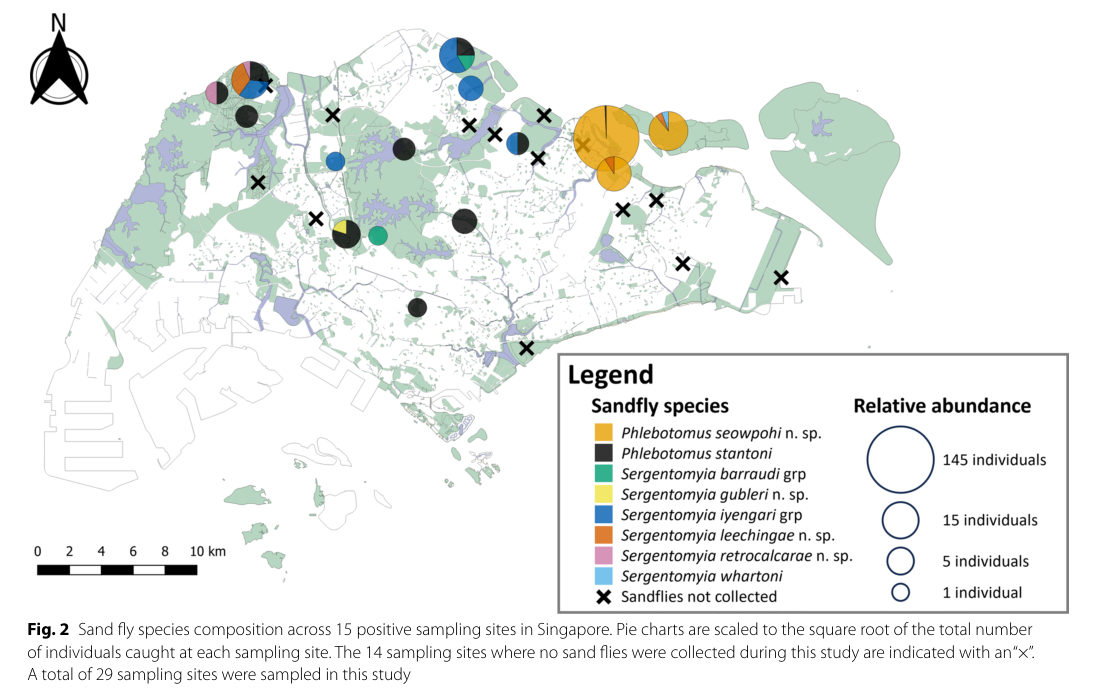 N
0 2 4 6 8 10 km
Legend
Sandfly species
Phlebotomus seowpohi n. sp.
Phlebotomus stantoni
Sergentomyia barraudi grp
Sergentomyia gubleri n. sp.
Sergentomyia iyengari grp
Sergentomyia leechingae n. sp.
Sergentomyia retrocalcarae n. sp.
Sergentomyia whartoni
Sandflies not collected
Relative abundance
145 individuals
15 individuals
5 individuals
1 individual
Fig. 2 Sand fly species composition across 15 positive sampling sites in Singapore. Pie charts are scaled to the square root of the total number
of individuals caught at each sampling site. The 14 sampling sites where no sand flies were collected during this study are indicated with an “×”.
A total of 29 sampling sites were sampled in this study